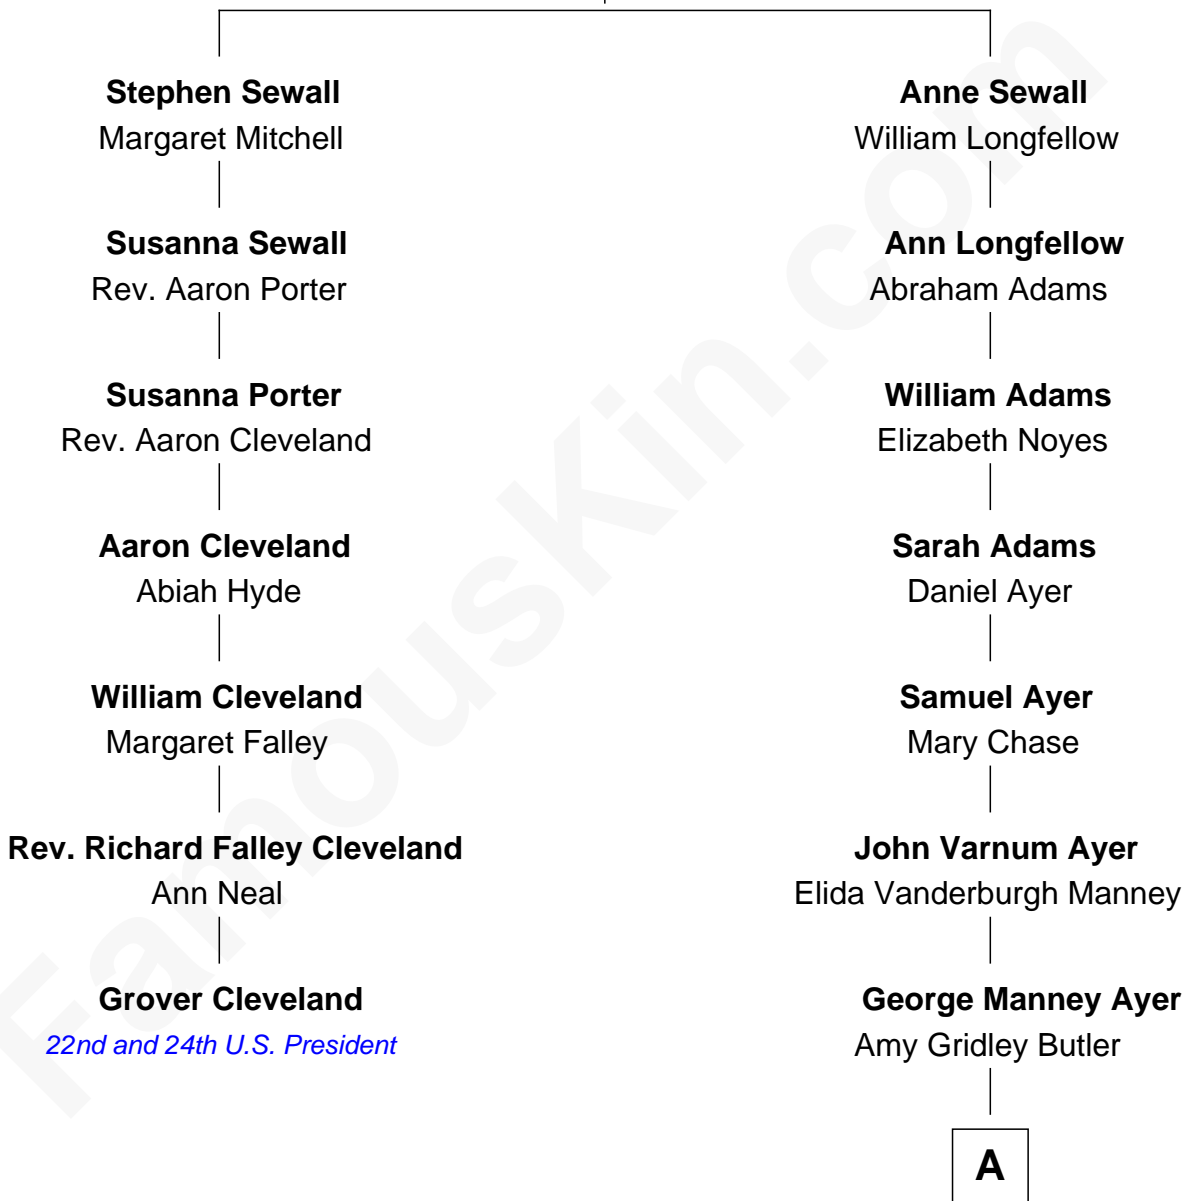 Stephen Sewall
Margaret Mitchell
Anne Sewall
William Longfellow
Susanna Sewall
Rev. Aaron Porter
Ann Longfellow
Abraham Adams
Susanna Porter
Rev. Aaron Cleveland
William Adams
Elizabeth Noyes
Aaron Cleveland
Abiah Hyde
Sarah Adams
Daniel Ayer
William Cleveland
Margaret Falley
Samuel Ayer
Mary Chase
Rev. Richard Falley Cleveland
Ann Neal
John Varnum Ayer
Elida Vanderburgh Manney
Grover Cleveland
22nd and 24th U.S. President
George Manney Ayer
Amy Gridley Butler
A
FamousKin.com